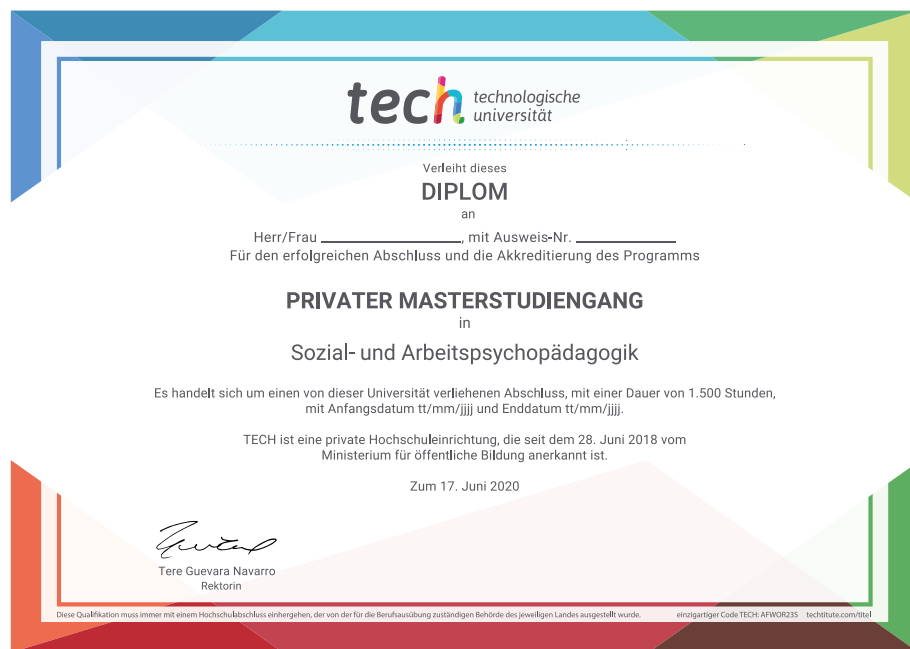 tech technologische
universität
Verleiht dieses
DIPLOM
an
Herr/Frau ____________________, mit Ausweis-Nr. ______________
Für den erfolgreichen Abschluss und die Akkreditierung des Programms
PRIVATER MASTERSTUDIENGANG
in
Sozial- und Arbeitspsychopädagogik
Es handelt sich um einen von dieser Universität verliehenen Abschluss, mit einer Dauer von 1.500 Stunden,
mit Anfangsdatum tt/mm/jjjj und Enddatum tt/mm/jjjj.
TECH ist eine private Hochschuleinrichtung, die seit dem 28. Juni 2018 vom
Ministerium für öffentliche Bildung anerkannt ist.
Zum 17. Juni 2020
Tere Guevara Navarro
Rektorin
Diese Qualifikation muss immer mit einem Hochschulabschluss einhergehen, der von der für die Berufsausübung zuständigen Behörde des jeweiligen Landes ausgestellt wurde. einzigartiger Code TECH: AFWOR23S techtitute.com/titel